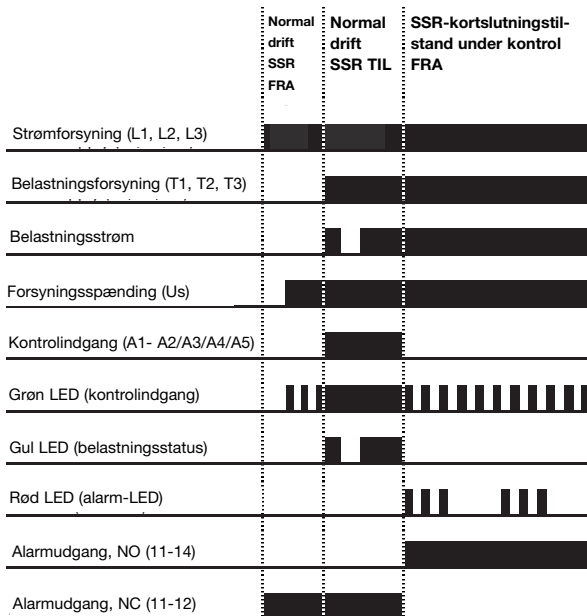 Normal
drift
SSR
FRA
Normal
drift
SSR TIL
SSR-kortslutningstil-
stand under kontrol
FRA
Strømforsyning (L1, L2, L3)
Belastningsforsyning (T1, T2, T3)
Belastningsstrøm
Forsyningsspænding (Us)
Kontrolindgang (A1- A2/A3/A4/A5)
Grøn LED (kontrolindgang)
Gul LED (belastningsstatus)
Rød LED (alarm-LED)
Alarmudgang, NO (11-14)
Alarmudgang, NC (11-12)